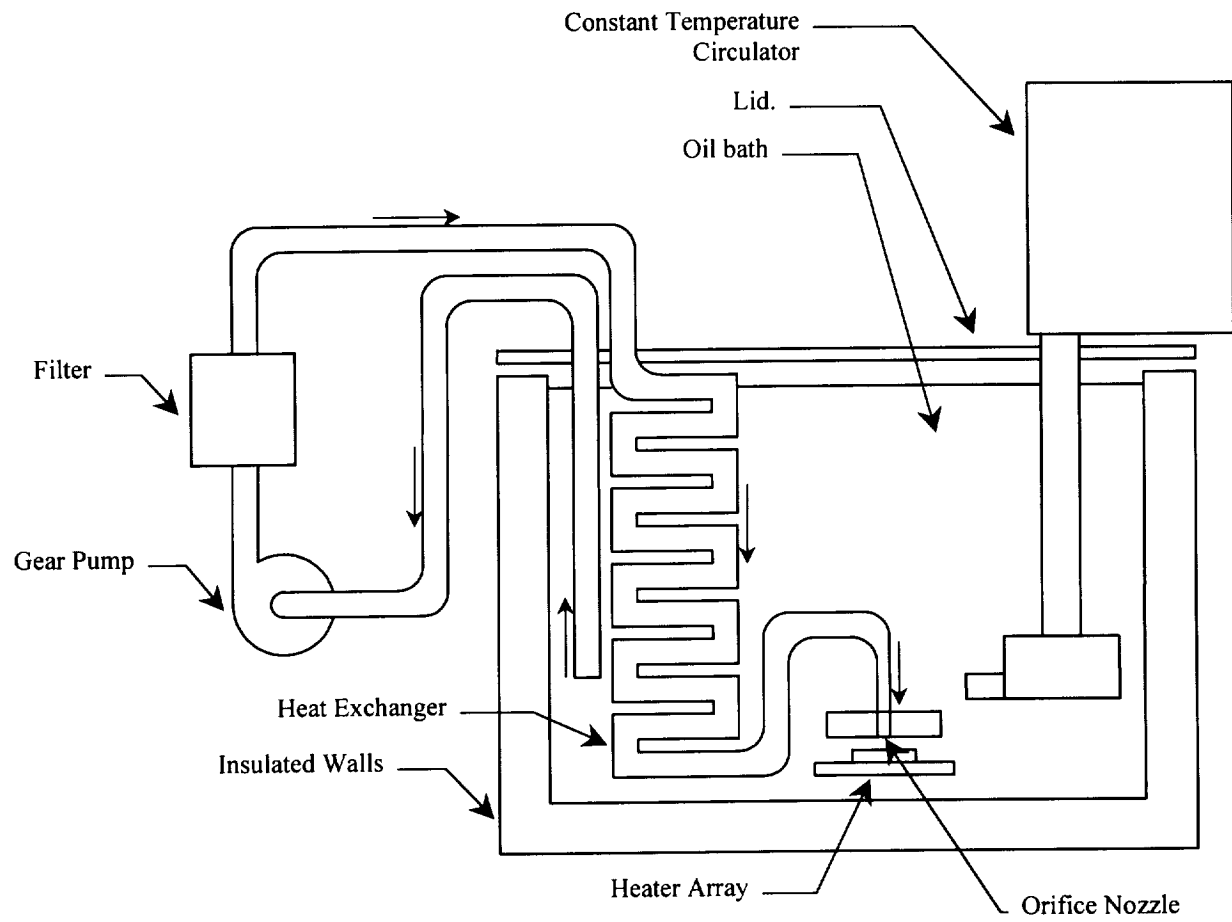 Constant Temperature
Circulator
Lid.
Oil bath
Filter
Gear Pump
Heat Exchanger
Insulated Walls
Heater Array
Orifice Nozzle